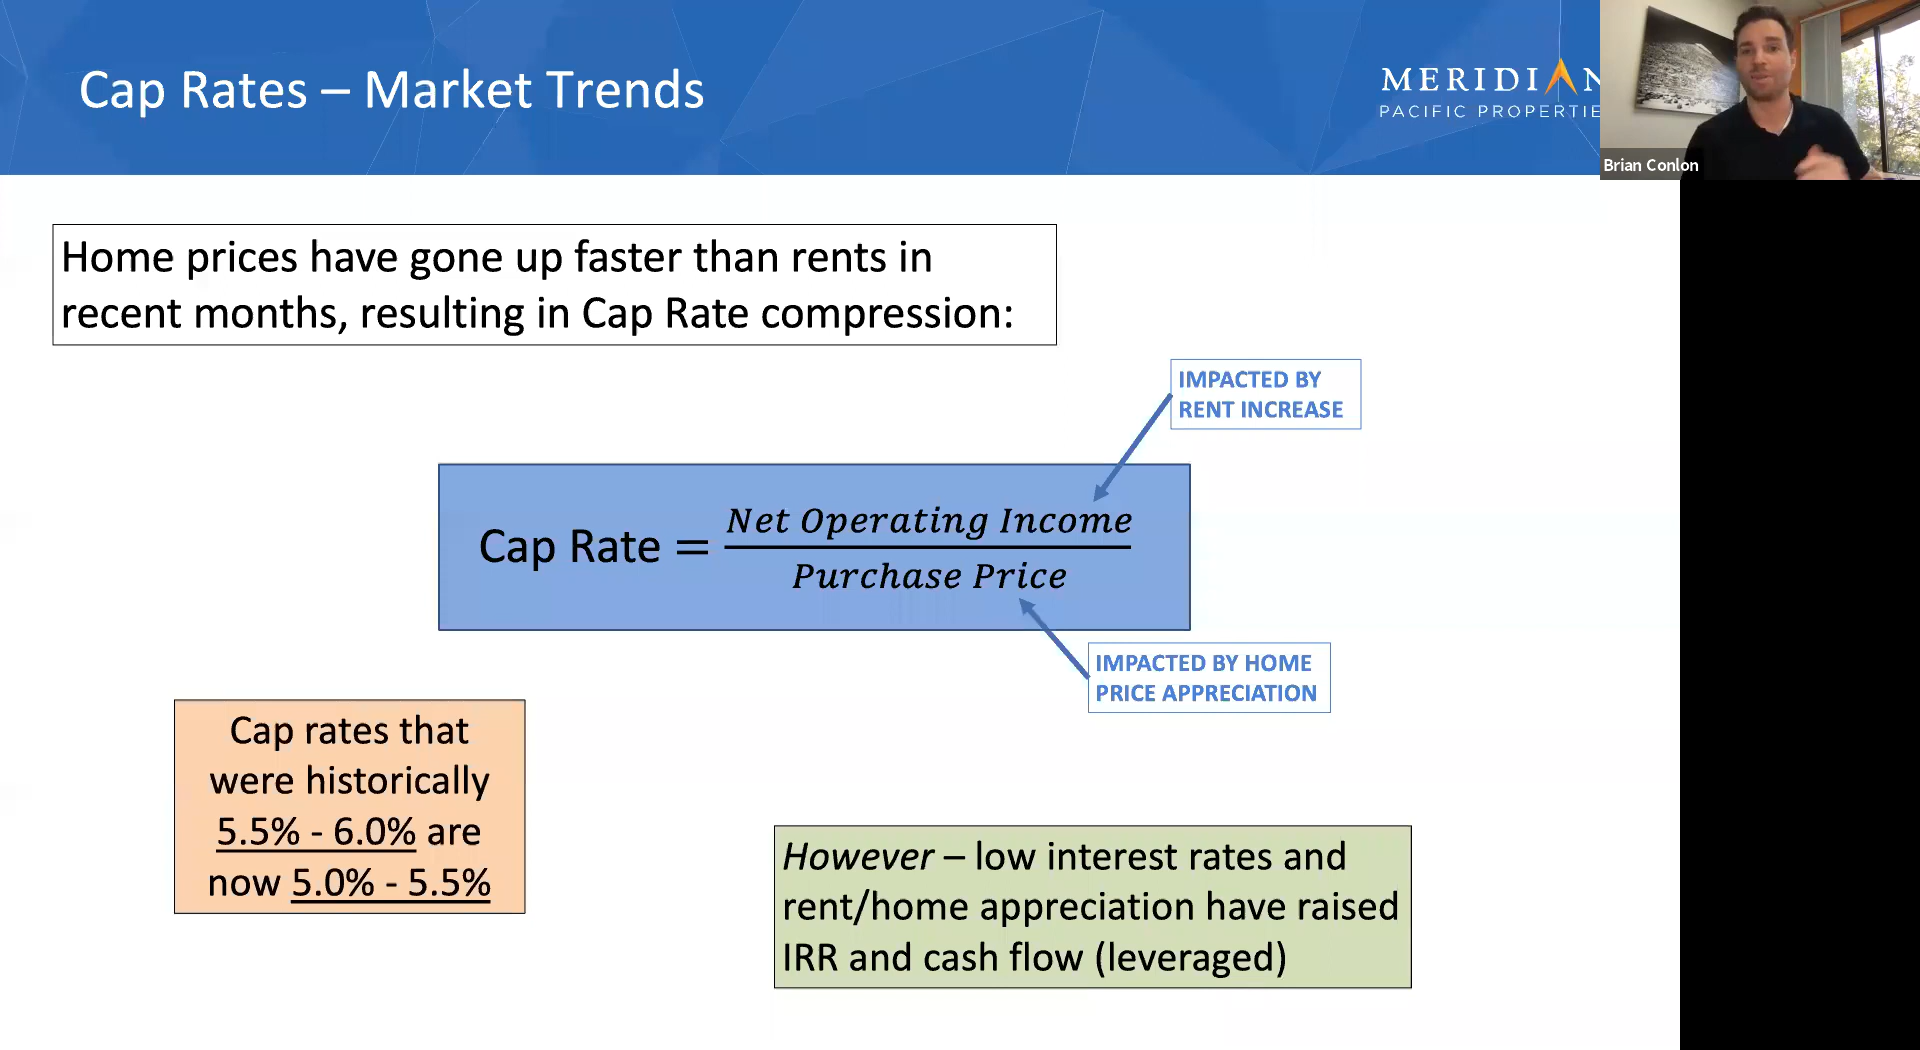 Cap Rates – Market Trends
MERIDIAN
PACIFIC PROPERTIE
Brian Conlon
Home prices have gone up faster than rents in
recent months, resulting in Cap Rate compression:
IMPACTED BY
RENT INCREASE
Cap Rate = Net Operating Income
Purchase Price
IMPACTED BY HOME
PRICE APPRECIATION
Cap rates that
were historically
5.5% - 6.0% are
now 5.0% - 5.5%
However – low interest rates and
rent/home appreciation have raised
IRR and cash flow (leveraged)